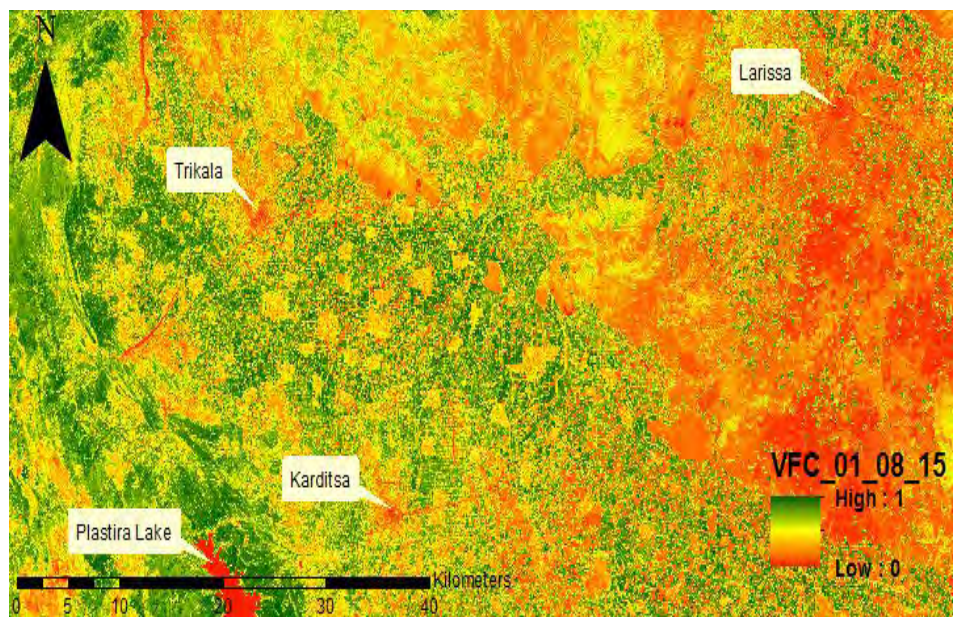 N
Larissa
Trikala
Karditsa
VFC_01_08_15
High : 1
Plastira Lake
Low : 0
Kilometers
0 5 10 20 30 40